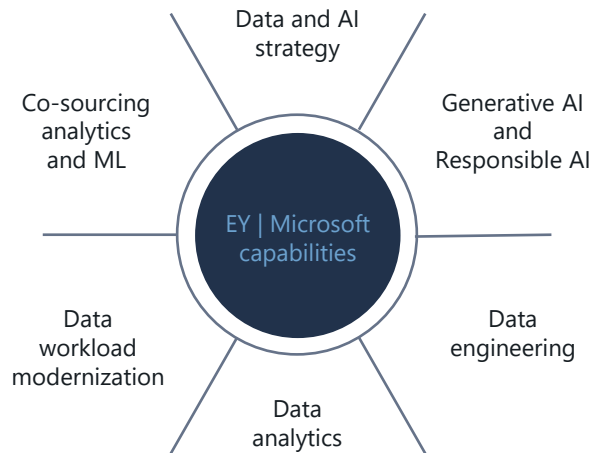 Data and AI
strategy
Co-sourcing
analytics
and ML
Generative AI
and
Responsible AI
EY | Microsoft
capabilities
Data
workload
modernization
Data
engineering
Data
analytics